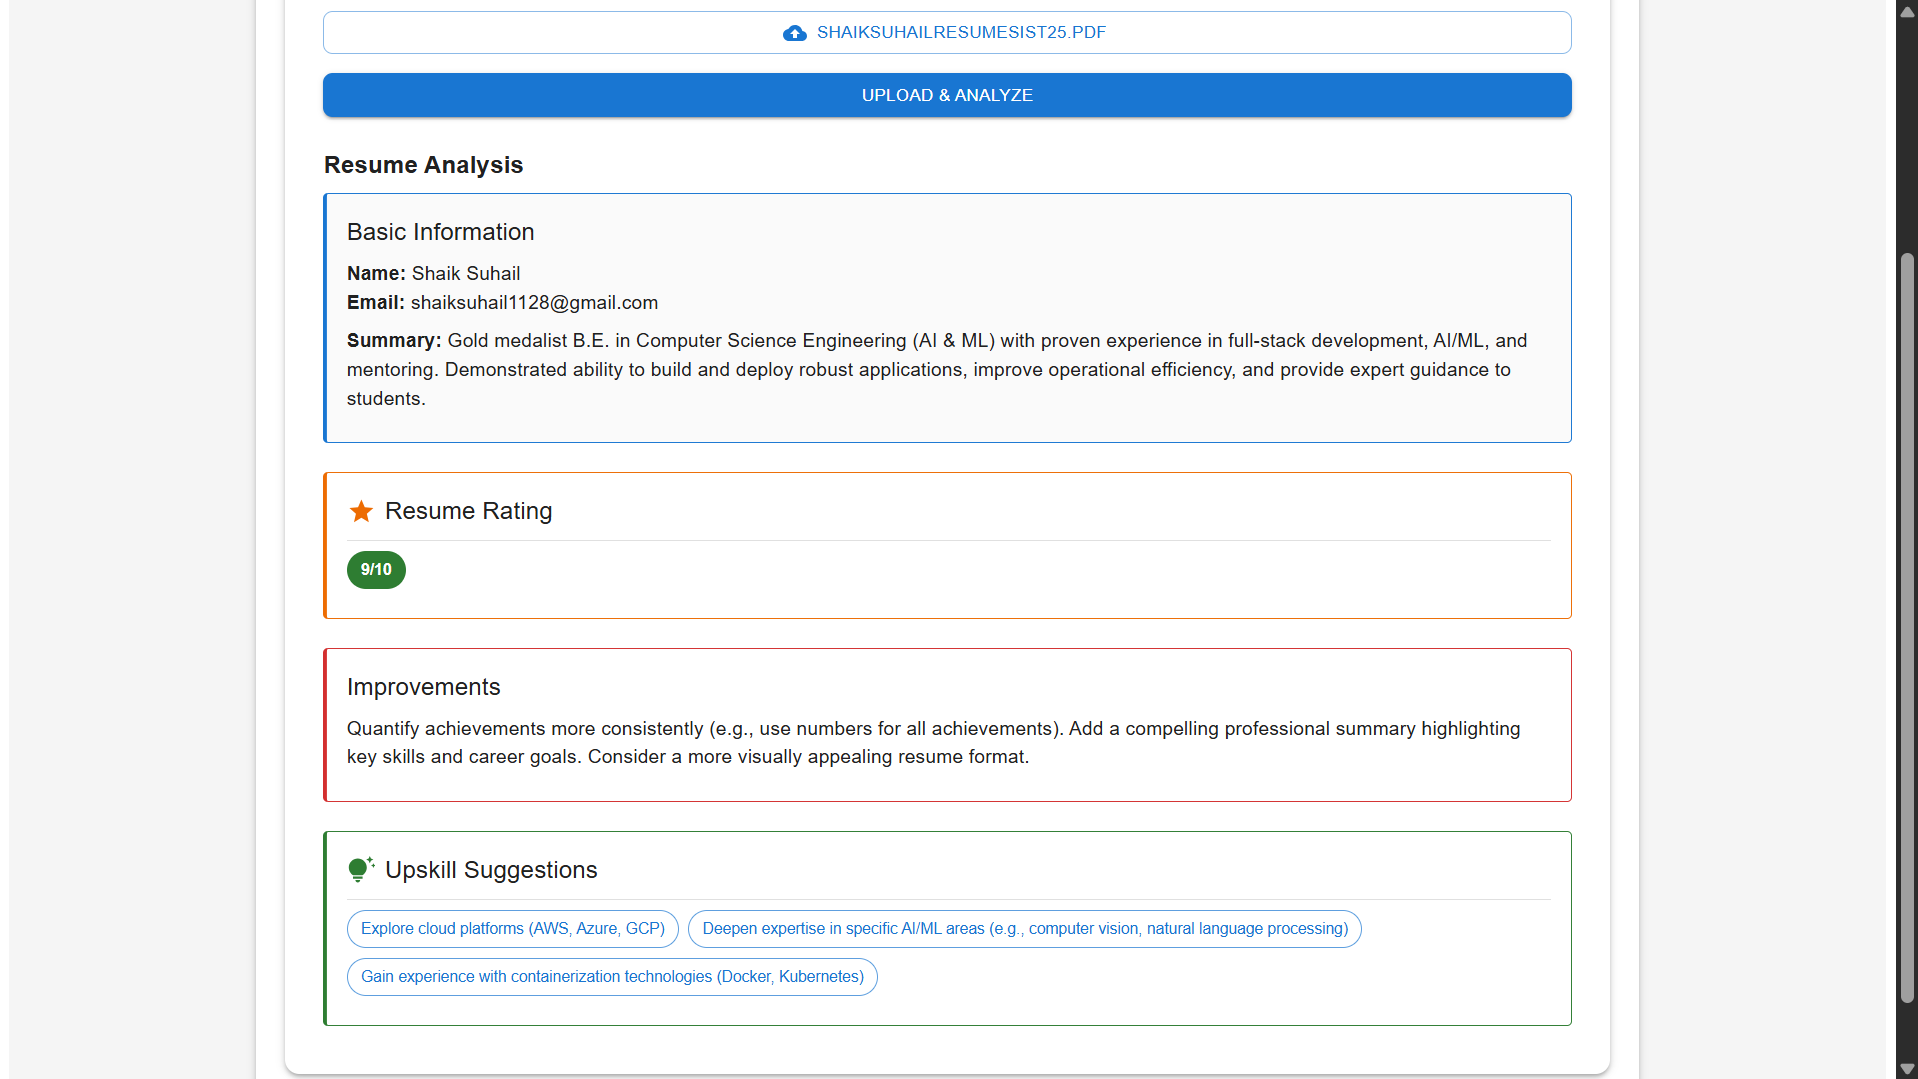 SHAIKSUHAILRESUMESIST25.PDF
UPLOAD & ANALYZE
Resume Analysis
Basic Information
Name: Shaik Suhail
Email: shaiksuhail1128@gmail.com
Summary: Gold medalist B.E. in Computer Science Engineering (AI & ML) with proven experience in full-stack development, AI/ML, and
mentoring. Demonstrated ability to build and deploy robust applications, improve operational efficiency, and provide expert guidance to
students.
Resume Rating
9/10
Improvements
Quantify achievements more consistently (e.g., use numbers for all achievements). Add a compelling professional summary highlighting
key skills and career goals. Consider a more visually appealing resume format.
Upskill Suggestions
Explore cloud platforms (AWS, Azure, GCP)
Deepen expertise in specific AI/ML areas (e.g., computer vision, natural language processing)
Gain experience with containerization technologies (Docker, Kubernetes)